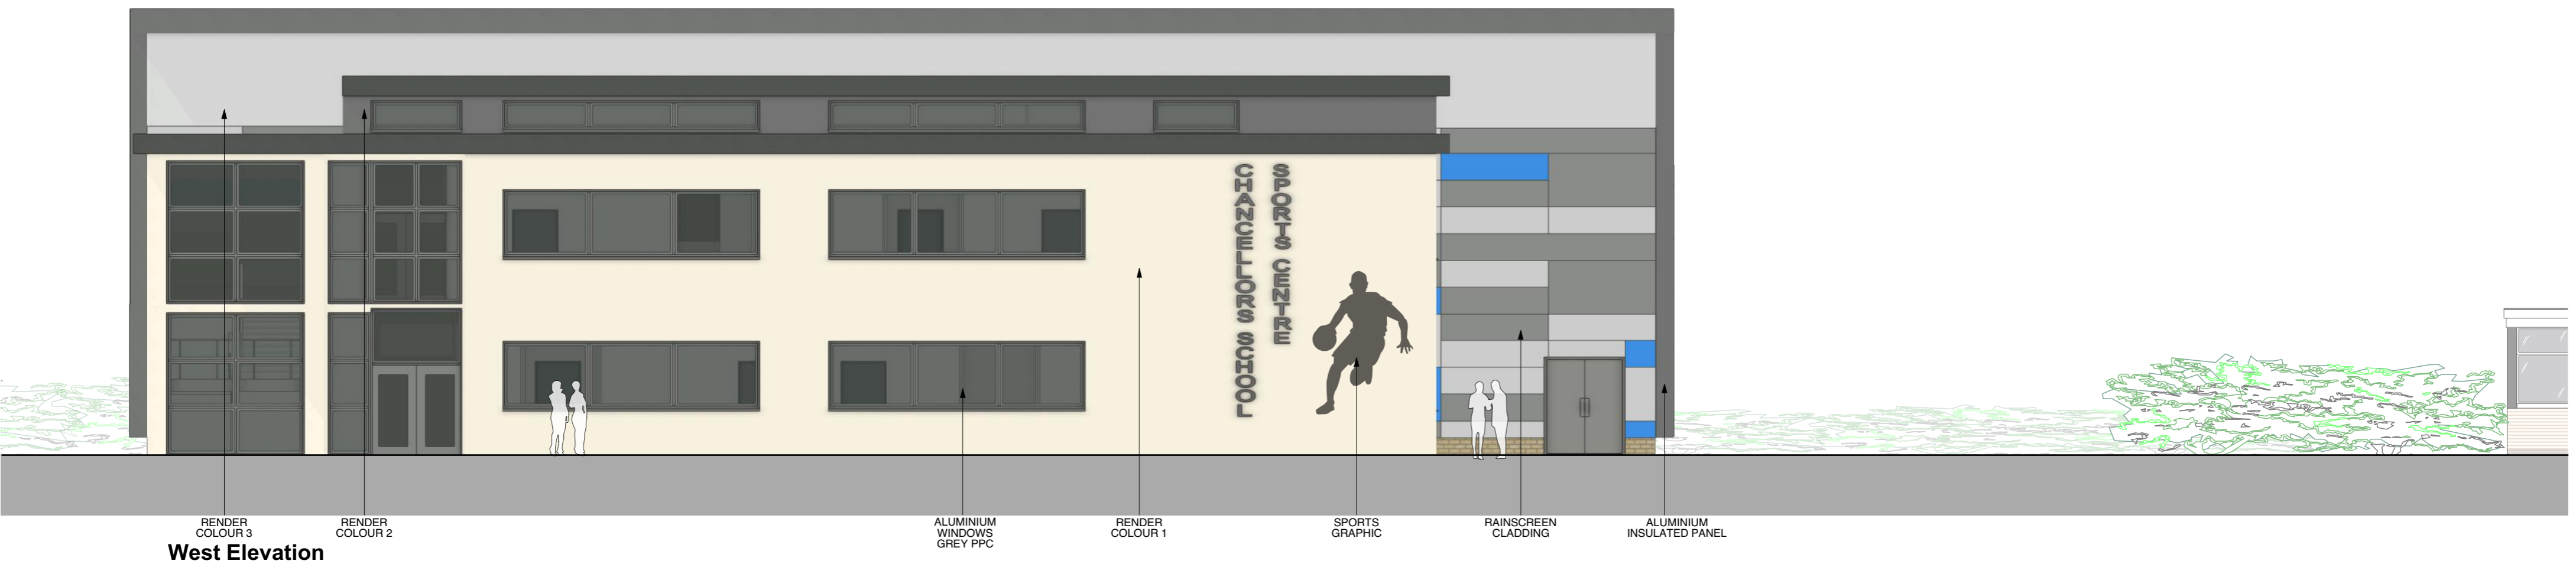 CHANCELLORS SCHOOL
SPORTS CENTRE
RENDER
COLOUR 3
RENDER
COLOUR 2
ALUMINIUM
WINDOWS
GREY PPC
RENDER
COLOUR 1
SPORTS
GRAPHIC
RAINSCREEN
CLADDING
ALUMINIUM
INSULATED PANEL
West Elevation